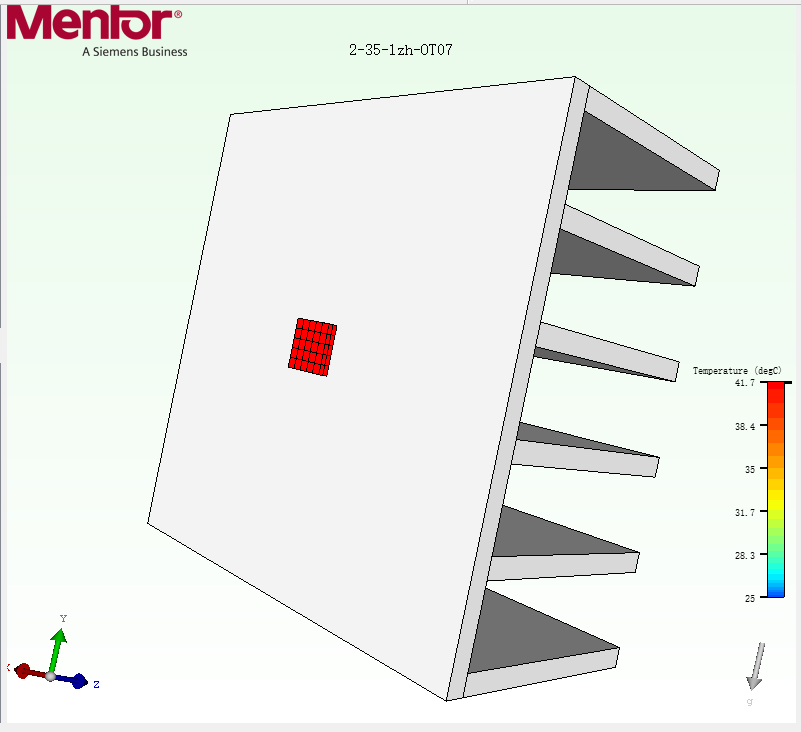 Mentor®
A Siemens Business
2-35-1zh-OT07
Temperature (degC)
41.7
38.4
35
31.7
28.3
25
Y
X
Z
g